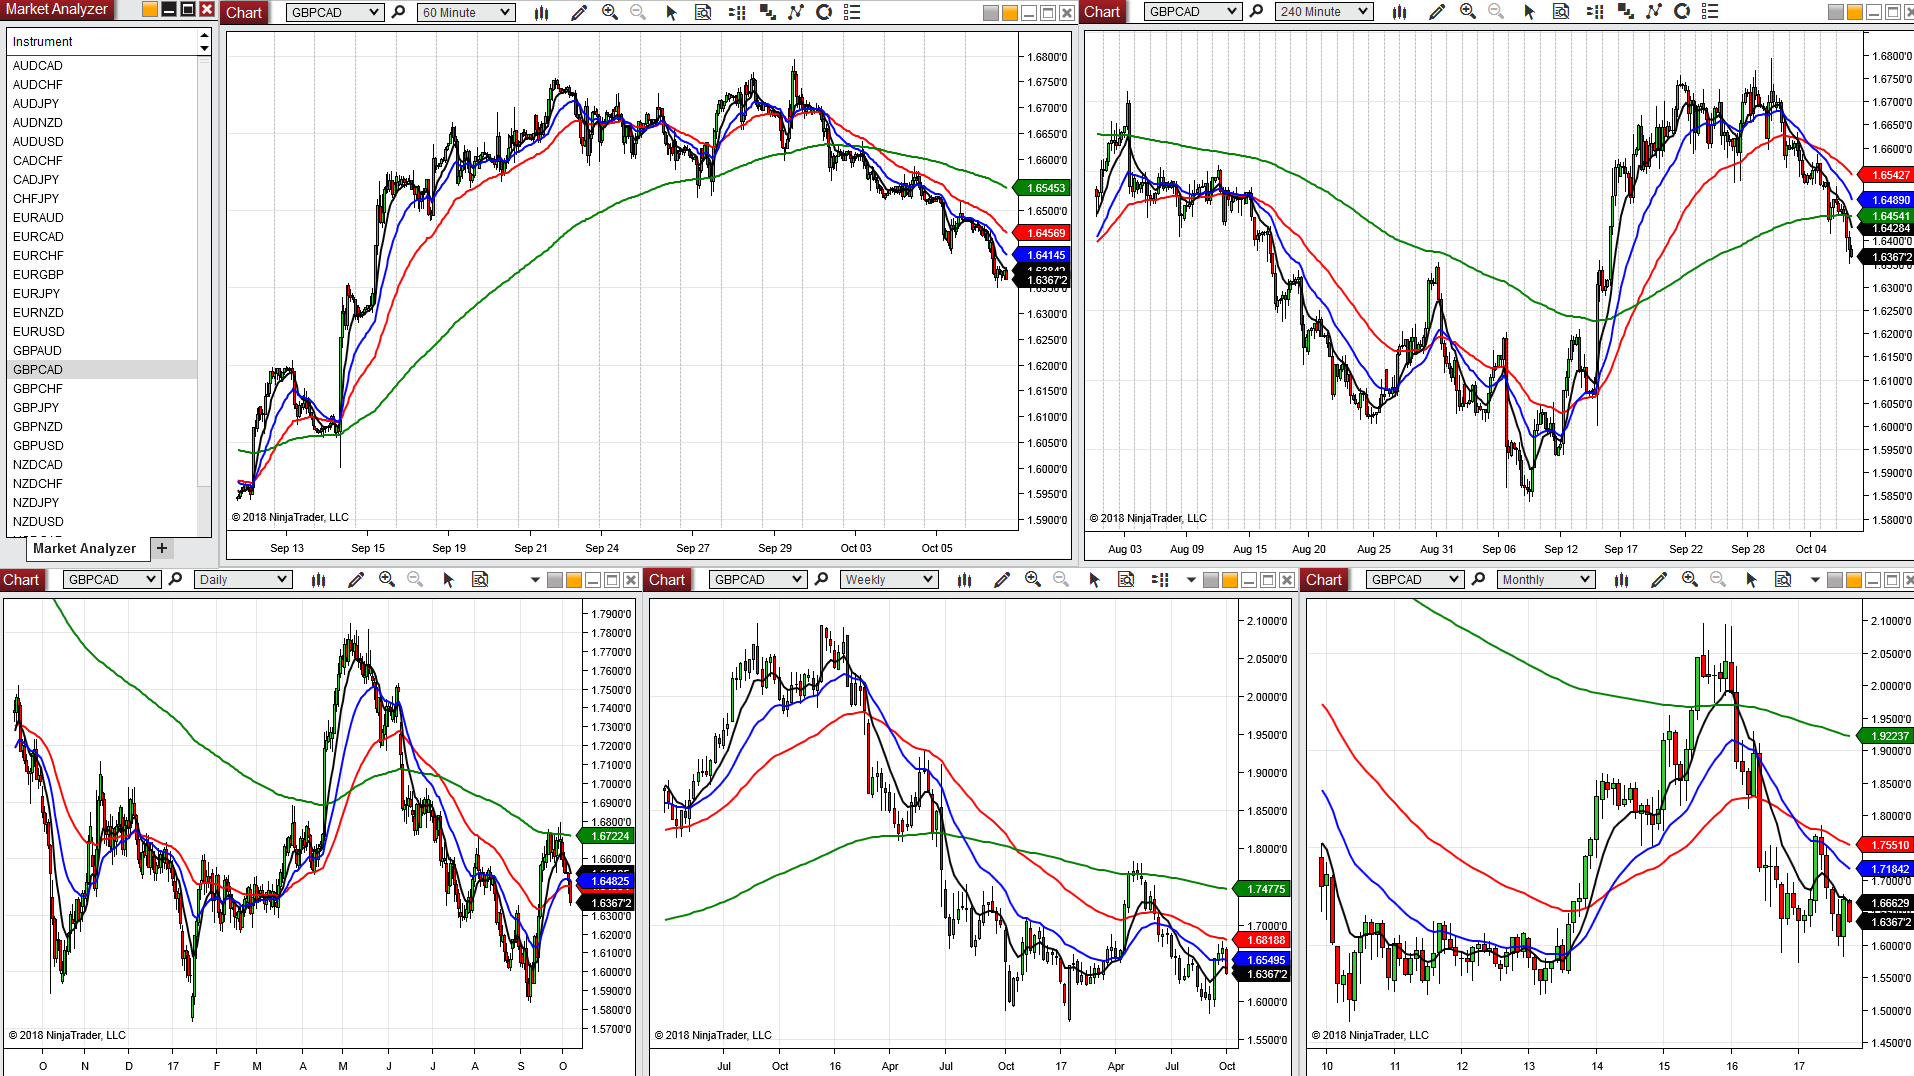 Market Analyzer
Instrument
AUDCAD
AUDCHF
AUDJPY
AUDNZD
AUDUSD
CADCHF
CADJPY
CHFJPY
EURAUD
EURCAD
EURCHF
EURGBP
EURJPY
EURNZD
EURUSD
GBPAUD
GBPCAD
GBPCHF
GBPJPY
GBPNZD
GBPUSD
NZDCAD
NZDCHF
NZDJPY
NZDUSD
Market Analyzer +
Chart GBPCAD 60 Minute
1.6800'0
1.6750'0
1.6700'0
1.6650'0
1.6600'0
1.65453
1.6500'0
1.64569
1.64145
1.6367'2
1.6300'0
1.6250'0
1.6200'0
1.6150'0
1.6100'0
1.6050'0
1.6000'0
1.5950'0
1.5900'0
© 2018 NinjaTrader, LLC
Sep 13 Sep 15 Sep 19 Sep 21 Sep 24 Sep 27 Sep 29 Oct 03 Oct 05
Chart GBPCAD 240 Minute
1.6800'0
1.6750'0
1.6700'0
1.6650'0
1.6600'0
1.65427
1.64890
1.64541
1.64284
1.6400'0
1.6367'2
1.6300'0
1.6250'0
1.6200'0
1.6150'0
1.6100'0
1.6050'0
1.6000'0
1.5950'0
1.5900'0
1.5850'0
1.5800'0
© 2018 NinjaTrader, LLC
Aug 03 Aug 09 Aug 15 Aug 20 Aug 25 Aug 31 Sep 06 Sep 12 Sep 17 Sep 22 Sep 28 Oct 04
Chart GBPCAD Daily
1.7900'0
1.7800'0
1.7700'0
1.7600'0
1.7500'0
1.7400'0
1.7300'0
1.7200'0
1.7100'0
1.7000'0
1.6900'0
1.6800'0
1.67224
1.6600'0
1.64825
1.6367'2
1.6300'0
1.6200'0
1.6100'0
1.6000'0
1.5900'0
1.5800'0
1.5700'0
© 2018 NinjaTrader, LLC
O N D 17 F M A M J J A S O
Chart GBPCAD Weekly
2.1000'0
2.0500'0
2.0000'0
1.9500'0
1.9000'0
1.8500'0
1.8000'0
1.74775
1.7000'0
1.68188
1.65495
1.6367'2
1.6000'0
1.5500'0
© 2018 NinjaTrader, LLC
Jul Oct 16 Apr Jul Oct 17 Apr Jul Oct
Chart GBPCAD Monthly
2.1000'0
2.0500'0
2.0000'0
1.9500'0
1.92237
1.9000'0
1.8500'0
1.8000'0
1.75510
1.71842
1.7000'0
1.66629
1.6367'2
1.6000'0
1.5500'0
1.5000'0
1.4500'0
© 2018 NinjaTrader, LLC
10 11 12 13 14 15 16 17